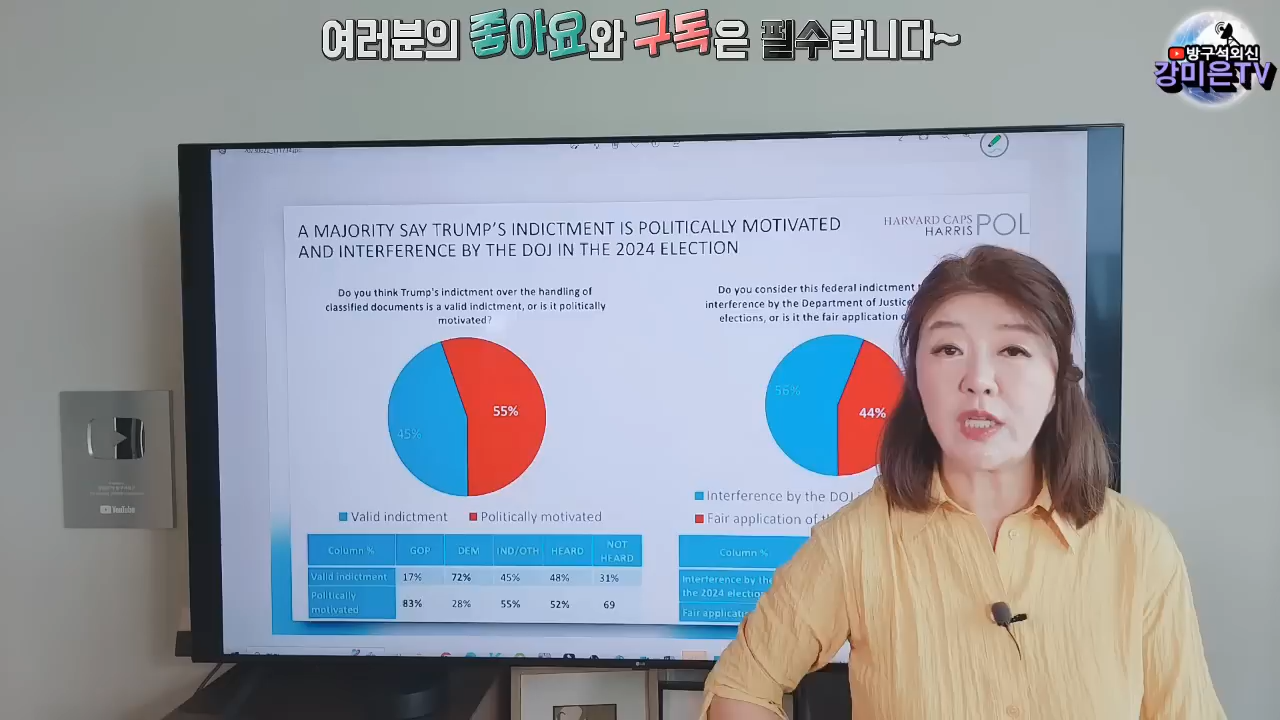 여러분의 좋아요와 구독은 필수랍니다~
방구석외신
강미은TV
A MAJORITY SAY TRUMP'S INDICTMENT IS POLITICALLY MOTIVATED
AND INTERFERENCE BY THE DOJ IN THE 2024 ELECTION
HARVARD CAPS
HARRIS
POL
Do you think Trump's indictment over the handling of
classified documents is a valid indictment, or is it politically
motivated?
45%
55%
Valid indictment
Politically motivated
Column %
GOP
DEM
IND/OTH
HEARD
NOT
HEARD
Valid indictment
17%
72%
45%
48%
31%
Politically
motivated
83%
28%
55%
52%
69
Do you consider this federal indictment
interference by the Department of Justice
elections, or is it the fair application
56%
44%
Interference by the DOJ
Fair application of
Column %
Interference by the
the 2024 election
Fair
YouTube
LG